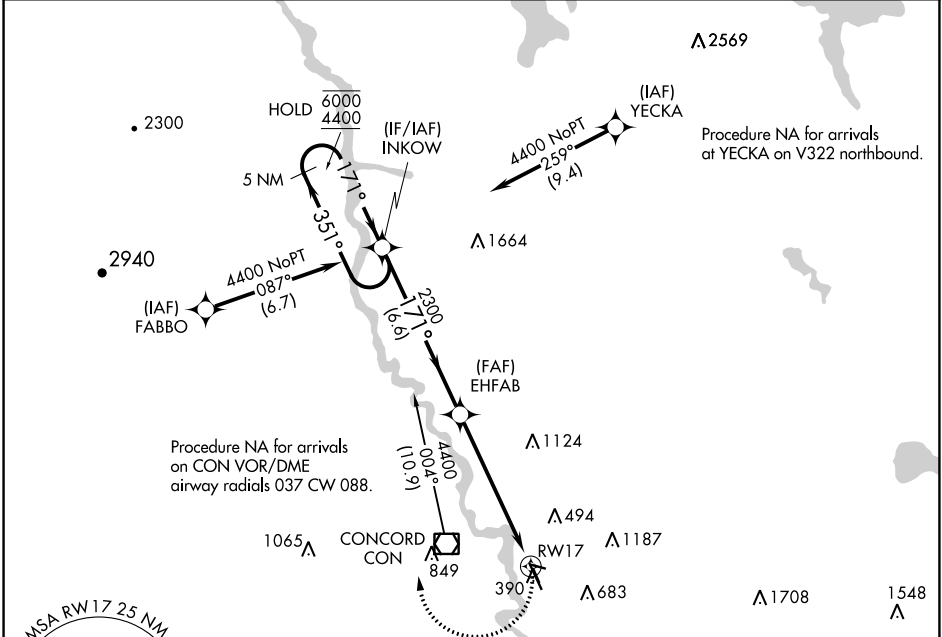 2569
(IAF)
YECKA
HOLD 6000
4400
2300
(IF/IAF)
INKOW
4400 NoPT
259°
(9.4)
Procedure NA for arrivals
at YECKA on V322 northbound.
5 NM
171°
351°
1664
2940
4400 NoPT
087°
(6.7)
(IAF)
FABBO
2300
171°
(6.6)
(FAF)
EHFAB
4400
004°
(10.9)
1124
Procedure NA for arrivals
on CON VOR/DME
airway radials 037 CW 088.
494
1065
CONCORD
CON
849
RW17
1187
390
683
1708
1548
MSA RW17 25 NM